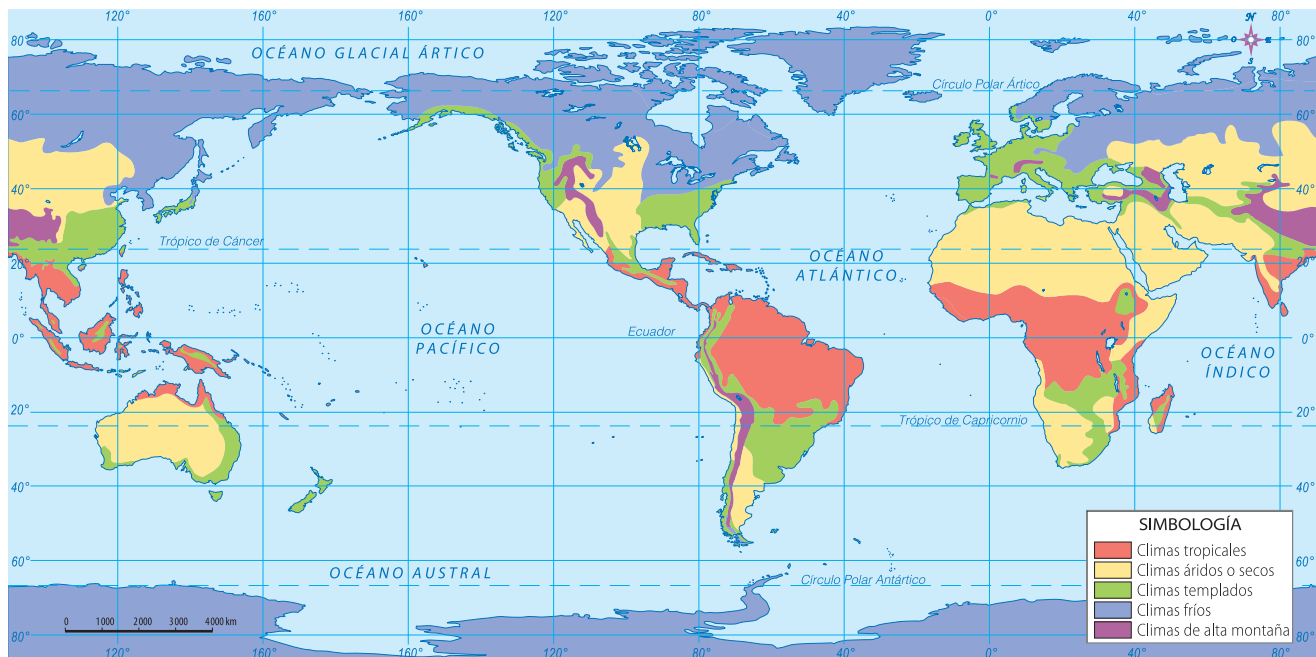 120° 160° 160° 120° 80° 40° 0° 40° 80°
N
80° 80°
O E
S
OCÉANO GLACIAL ÁRTICO
Círculo Polar Ártico
60° 60°
40° 40°
Trópico de Cáncer
20° 20°
OCÉANO
ATLÁNTICO
Ecuador
OCÉANO
PACÍFICO
0° 0°
OCÉANO
ÍNDICO
20° 20°
Trópico de Capricornio
40° 40°
60° 60°
OCÉANO AUSTRAL
Círculo Polar Antártico
SIMBOLOGÍA
Climas tropicales
Climas áridos o secos
Climas templados
Climas fríos
Climas de alta montaña
0 1000 2000 3000 4000 km
80° 80°
120° 160° 160° 120° 80° 40° 0° 40° 80°